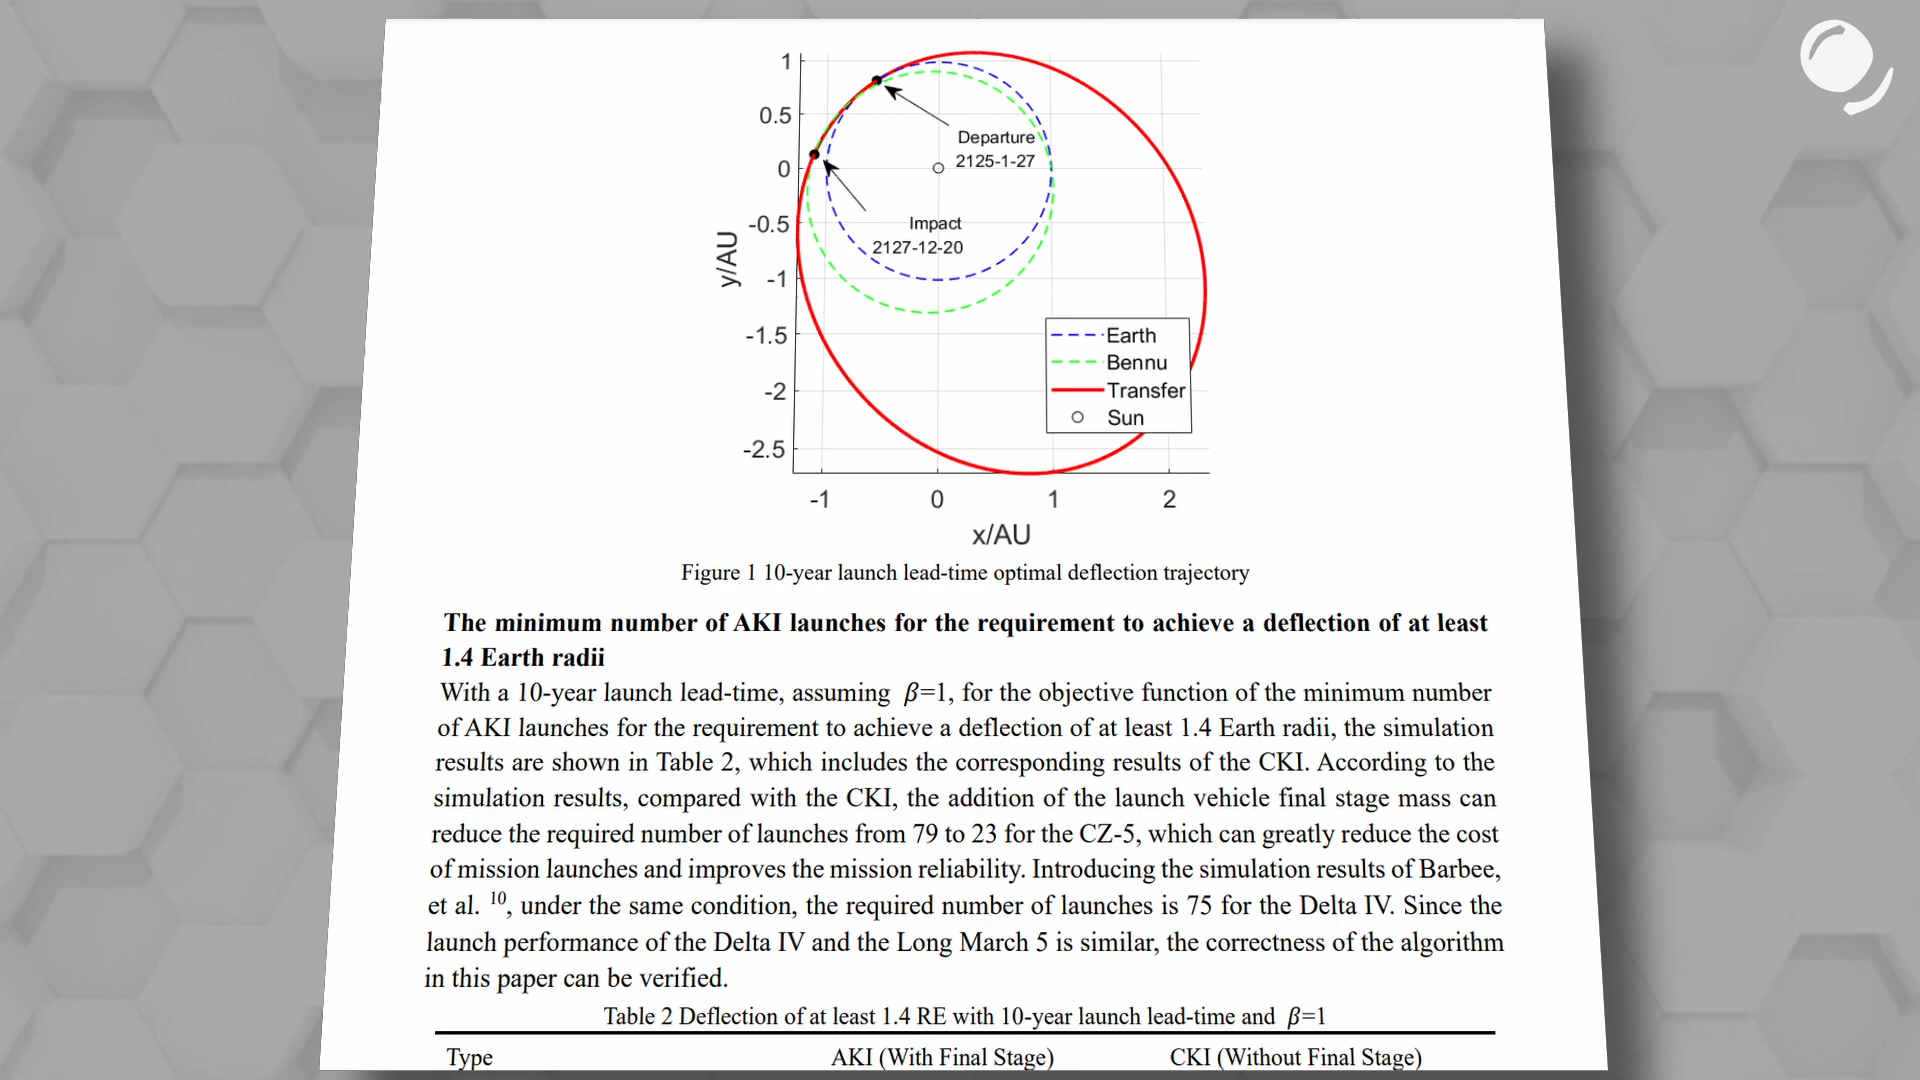 1
0.5
0
-0.5
-1
-1.5
-2
-2.5
y/AU
Departure
2125-1-27
Impact
2127-12-20
Earth
Bennu
Transfer
Sun
-1 0 1 2
x/AU
Figure 1 10-year launch lead-time optimal deflection trajectory
The minimum number of AKI launches for the requirement to achieve a deflection of at least
1.4 Earth radii
With a 10-year launch lead-time, assuming β=1, for the objective function of the minimum number
of AKI launches for the requirement to achieve a deflection of at least 1.4 Earth radii, the simulation
results are shown in Table 2, which includes the corresponding results of the CKI. According to the
simulation results, compared with the CKI, the addition of the launch vehicle final stage mass can
reduce the required number of launches from 79 to 23 for the CZ-5, which can greatly reduce the cost
of mission launches and improves the mission reliability. Introducing the simulation results of Barbee,
et al. 10, under the same condition, the required number of launches is 75 for the Delta IV. Since the
launch performance of the Delta IV and the Long March 5 is similar, the correctness of the algorithm
in this paper can be verified.
Table 2 Deflection of at least 1.4 RE with 10-year launch lead-time and β=1
Type AKI (With Final Stage) CKI (Without Final Stage)